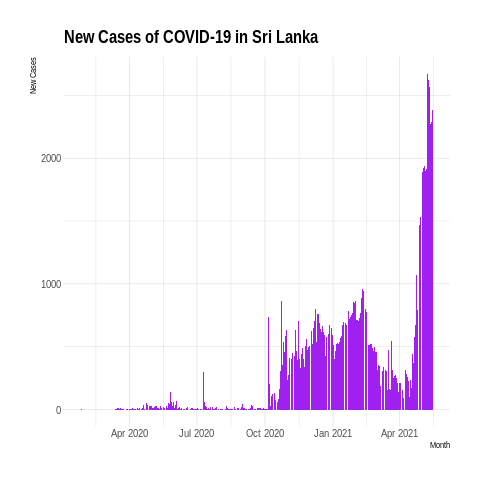 New Cases of COVID-19 in Sri Lanka
New Cases
2000
1000
0
Apr 2020 Jul 2020 Oct 2020 Jan 2021 Apr 2021
Month